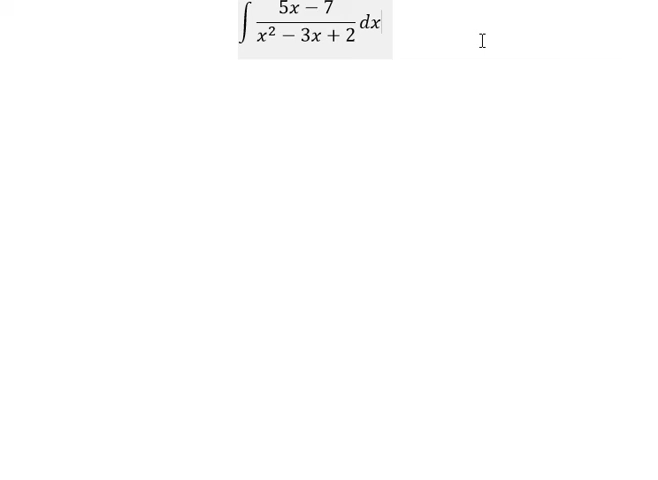 ∫ (5x − 7)/(x² − 3x + 2) dx